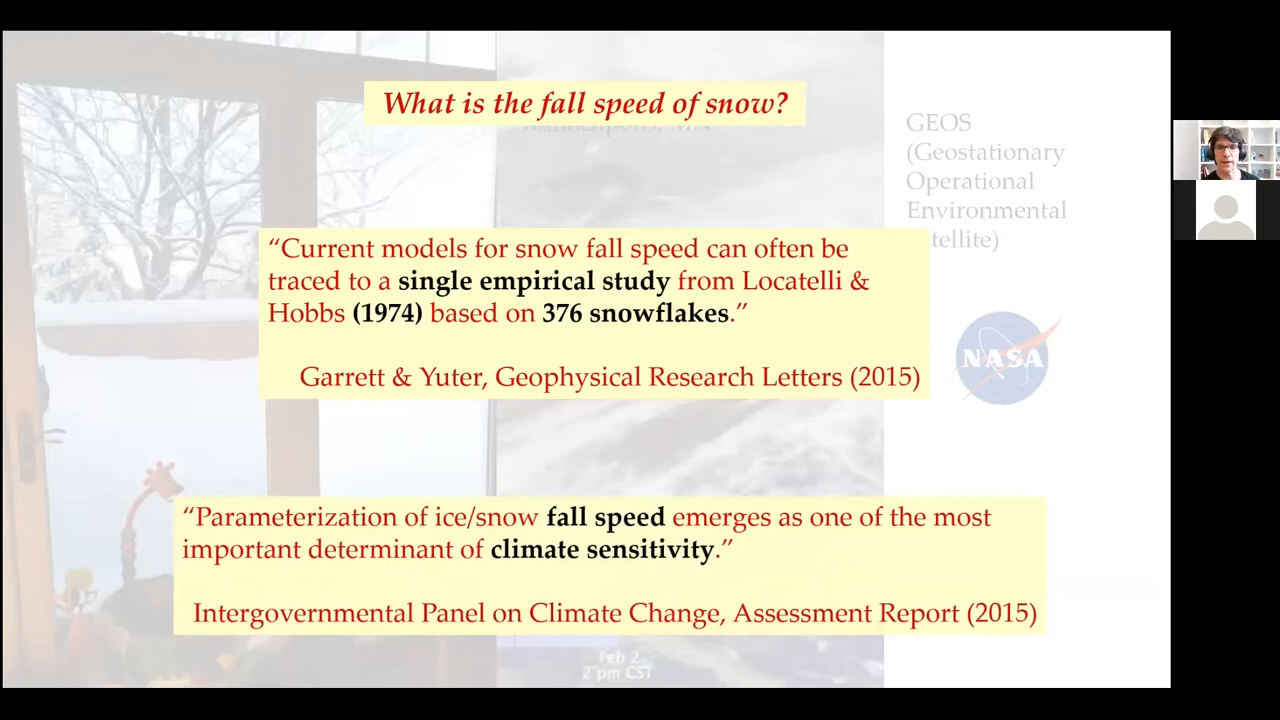 What is the fall speed of snow?
Minneapolis, MN
GEOS
(Geostationary
Operational
Environmental
tellite)
“Current models for snow fall speed can often be
traced to a single empirical study from Locatelli &
Hobbs (1974) based on 376 snowflakes.”
Garrett & Yuter, Geophysical Research Letters (2015)
NASA
“Parameterization of ice/snow fall speed emerges as one of the most
important determinant of climate sensitivity.”
Intergovernmental Panel on Climate Change, Assessment Report (2015)
Feb 2
2 pm CST